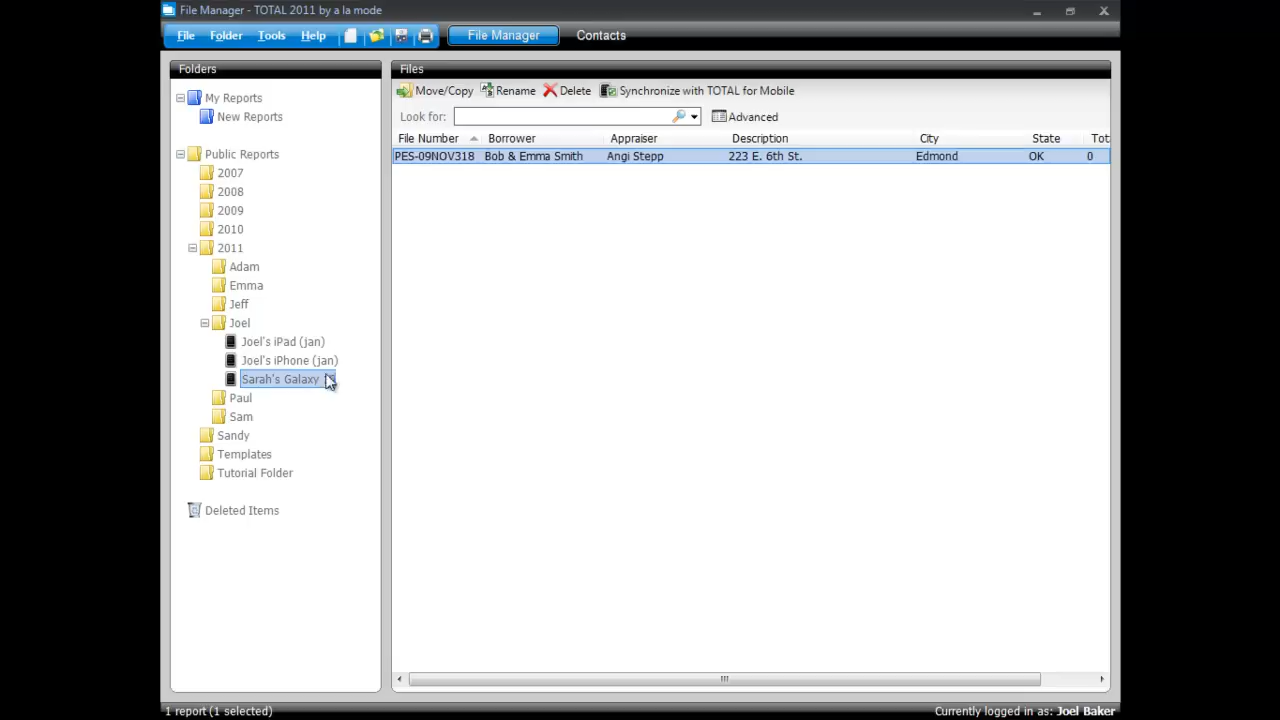 File Manager - TOTAL 2011 by a la mode
File Folder Tools Help File Manager Contacts
Folders
My Reports
New Reports
Public Reports
2007
2008
2009
2010
2011
Adam
Emma
Jeff
Joel
Joel's iPad (jan)
Joel's iPhone (jan)
Sarah's Galaxy
Paul
Sam
Sandy
Templates
Tutorial Folder
Deleted Items
Files
Move/Copy Rename Delete Synchronize with TOTAL for Mobile
Look for: Advanced
File Number Borrower Appraiser Description City State Tot
PES-09NOV318 Bob & Emma Smith Angi Stepp 223 E. 6th St. Edmond OK 0
1 report (1 selected) Currently logged in as: Joel Baker